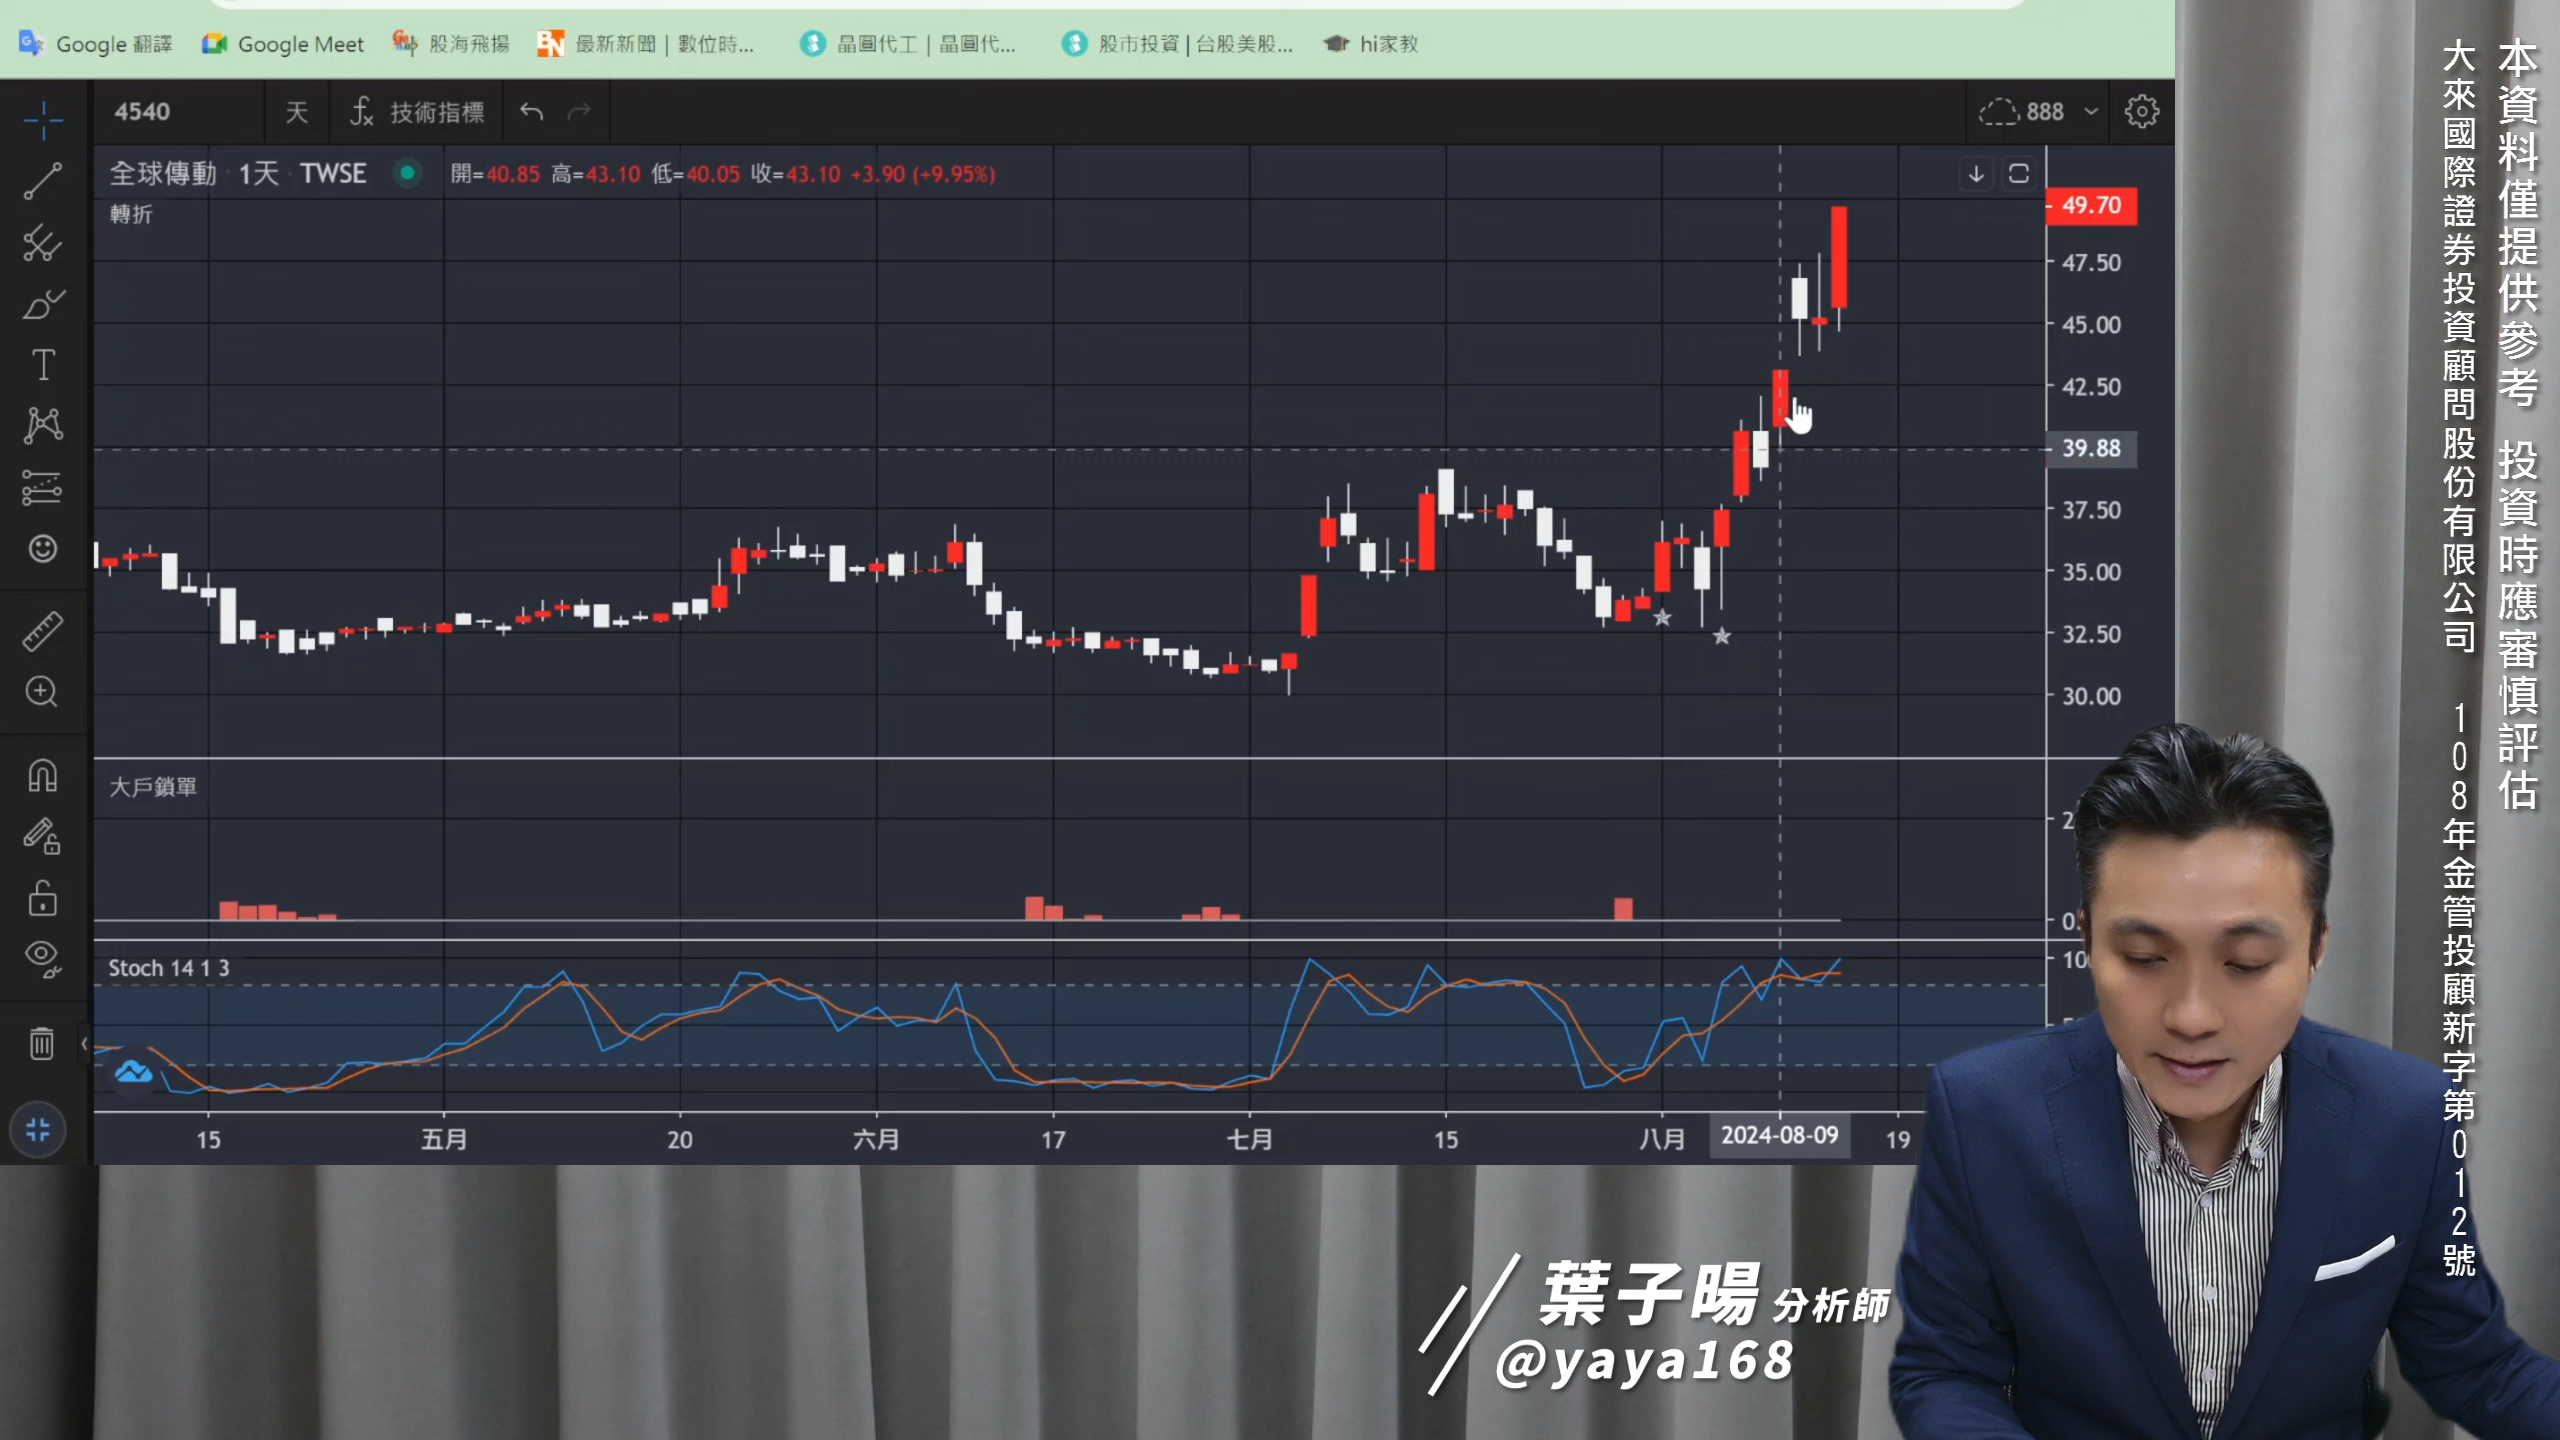 Google 翻譯 Google Meet 股海飛揚 BN 最新新聞 | 數位時... 晶圓代工 | 晶圓代... 股市投資 | 台股美股... hi家教
4540 天 fx 技術指標 888
全球傳動 · 1天 · TWSE 開=40.85 高=43.10 低=40.05 收=43.10 +3.90 (+9.95%)
轉折
49.70
47.50
45.00
42.50
39.88
37.50
35.00
32.50
30.00
大戶鎖單
Stoch 14 1 3
15 五月 20 六月 17 七月 15 八月 2024-08-09 19
本資料僅提供參考 投資時應審慎評估
大來國際證券投資顧問股份有限公司 108年金管投顧新字第012號
葉子暘 分析師
@yaya168